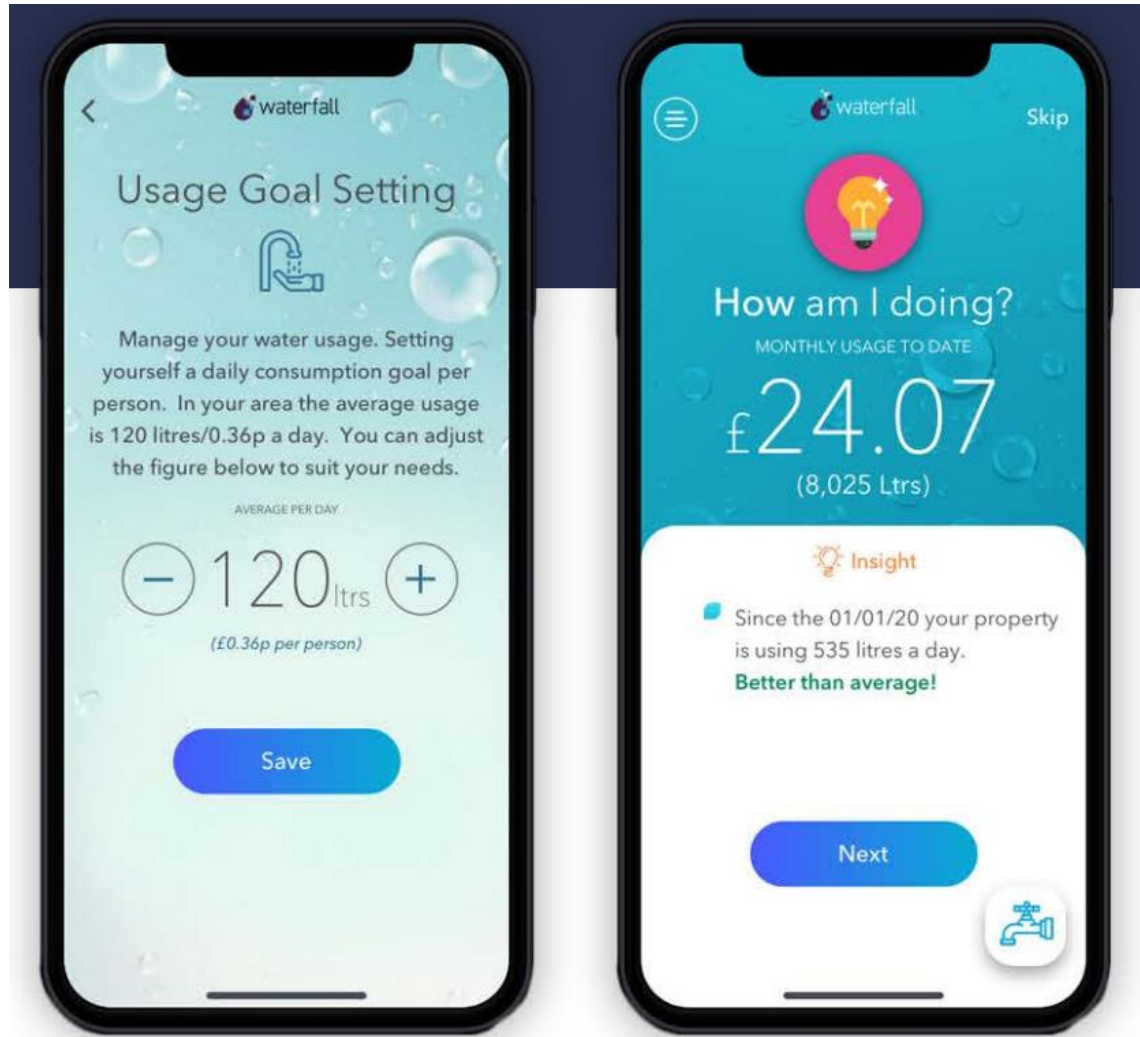 waterfall
Usage Goal Setting
Manage your water usage. Setting
yourself a daily consumption goal per
person. In your area the average usage
is 120 litres/0.36p a day. You can adjust
the figure below to suit your needs.
AVERAGE PER DAY
120ltrs
(£0.36p per person)
Save
waterfall
Skip
How am I doing?
MONTHLY USAGE TO DATE
£24.07
(8,025 Ltrs)
Insight
Since the 01/01/20 your property
is using 535 litres a day.
Better than average!
Next